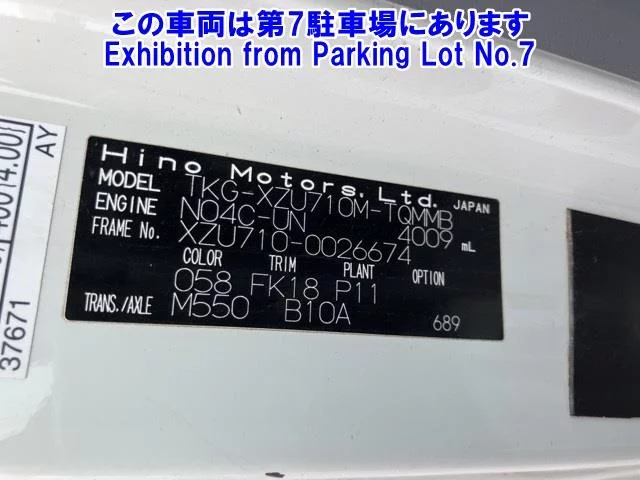 この車両は第7駐車場にあります
Exhibition from Parking Lot No.7
Hino Motors, Ltd. JAPAN
MODEL TKG-XZU710M-TQMMB
ENGINE N04C-UN 4009 mL
FRAME No. XZU710-0026674
COLOR TRIM PLANT OPTION
058 FK18 P11
TRANS./AXLE M550 B10A
689
AY
37671